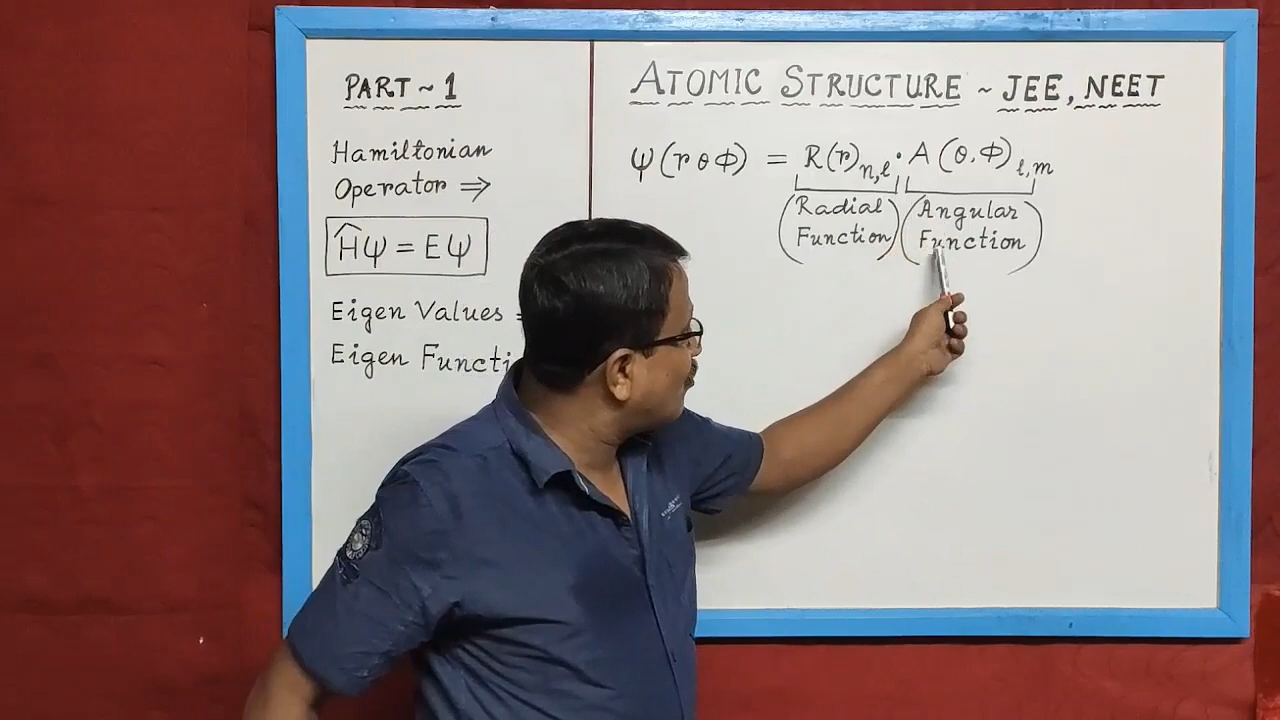 PART ~ 1
Hamiltonian
Operator ⇒
Ĥψ = Eψ
Eigen Values =
Eigen Functi
ATOMIC STRUCTURE ~ JEE, NEET
ψ(r θ Φ) = R(r)n,l · A(θ, Φ)l,m
(Radial Function) (Angular Function)